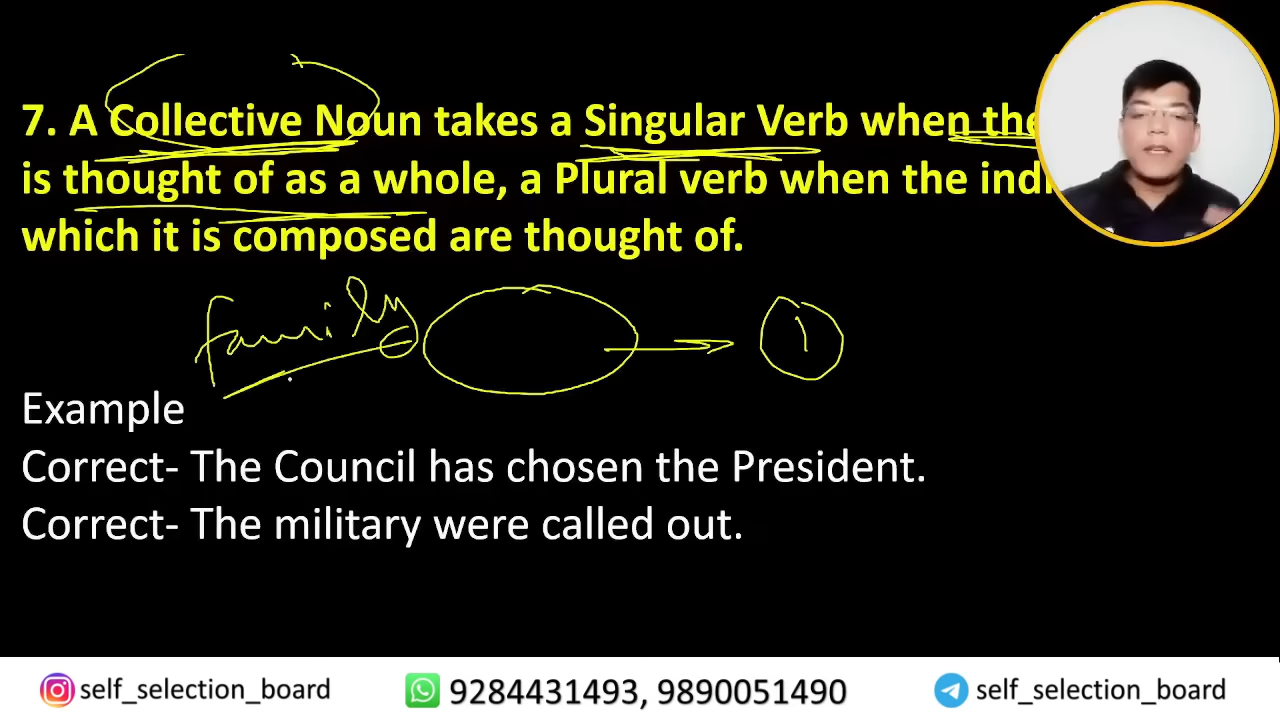 7. A Collective Noun takes a Singular Verb when the
is thought of as a whole, a Plural verb when the indi
which it is composed are thought of.
family
1
Example
Correct- The Council has chosen the President.
Correct- The military were called out.
self_selection_board 9284431493, 9890051490 self_selection_board